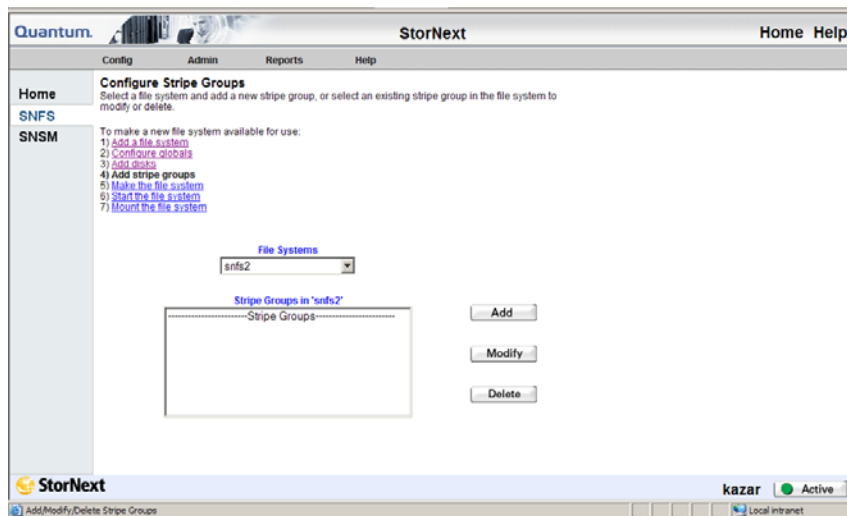 Quantum.
StorNext
Home Help
Config Admin Reports Help
Home
SNFS
SNSM
Configure Stripe Groups
Select a file system and add a new stripe group, or select an existing stripe group in the file system to
modify or delete.
To make a new file system available for use:
1) Add a file system
2) Configure globals
3) Add disks
4) Add stripe groups
5) Make the file system
6) Start the file system
7) Mount the file system
File Systems
snfs2
Stripe Groups in 'snfs2'
------------------------Stripe Groups------------------------
Add
Modify
Delete
StorNext
kazar Active
Add/Modify/Delete Stripe Groups
Local intranet